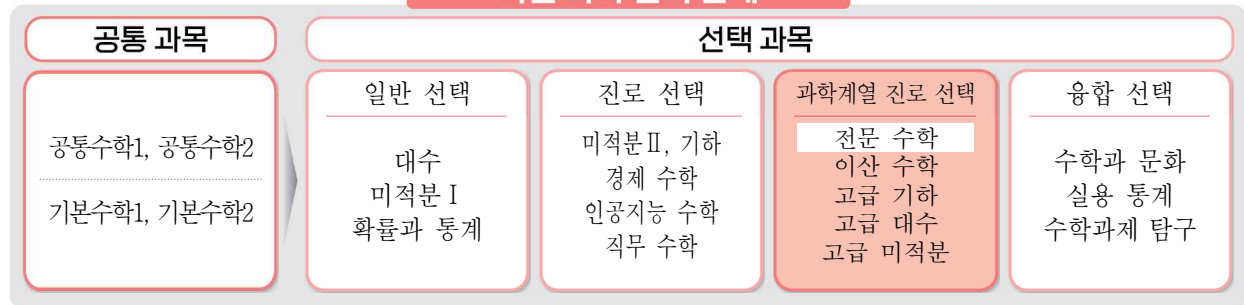 공통 과목
선택 과목
공통수학1, 공통수학2
기본수학1, 기본수학2
일반 선택
대수
미적분Ⅰ
확률과 통계
진로 선택
미적분Ⅱ, 기하
경제 수학
인공지능 수학
직무 수학
과학계열 진로 선택
전문 수학
이산 수학
고급 기하
고급 대수
고급 미적분
융합 선택
수학과 문화
실용 통계
수학과제 탐구